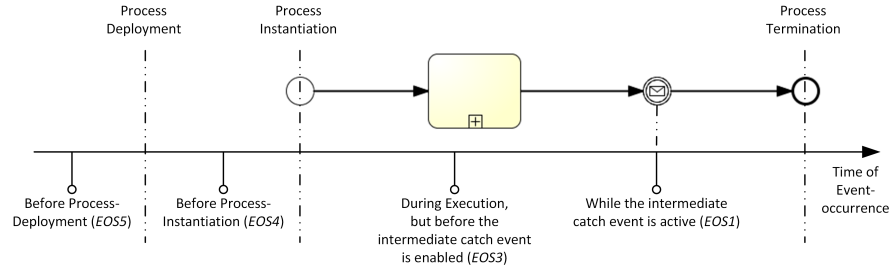 Process
Deployment
Process
Instantiation
Process
Termination
Before Process-
Deployment (EOS5)
Before Process-
Instantiation (EOS4)
During Execution,
but before the
intermediate catch event
is enabled (EOS3)
While the intermediate
catch event is active (EOS1)
Time of
Event-
occurrence